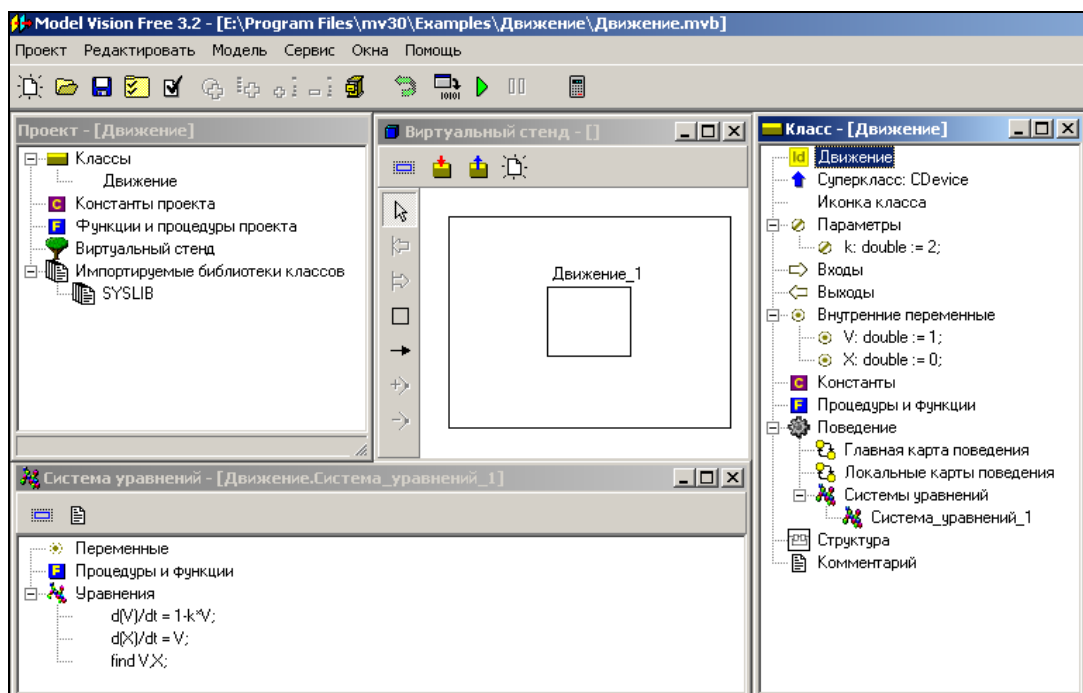 Model Vision Free 3.2 - [E:\Program Files\mv30\Examples\Движение\Движение.mvb]
Проект Редактировать Модель Сервис Окна Помощь
Проект - [Движение]
Классы
Движение
Константы проекта
Функции и процедуры проекта
Виртуальный стенд
Импортируемые библиотеки классов
SYSLIB
Виртуальный стенд - []
Движение_1
Класс - [Движение]
Движение
Суперкласс: CDevice
Иконка класса
Параметры
k: double := 2;
Входы
Выходы
Внутренние переменные
V: double := 1;
X: double := 0;
Константы
Процедуры и функции
Поведение
Главная карта поведения
Локальные карты поведения
Системы уравнений
Система_уравнений_1
Структура
Комментарий
Система уравнений - [Движение.Система_уравнений_1]
Переменные
Процедуры и функции
Уравнения
d(V)/dt = 1-k*V;
d(X)/dt = V;
find V,X;